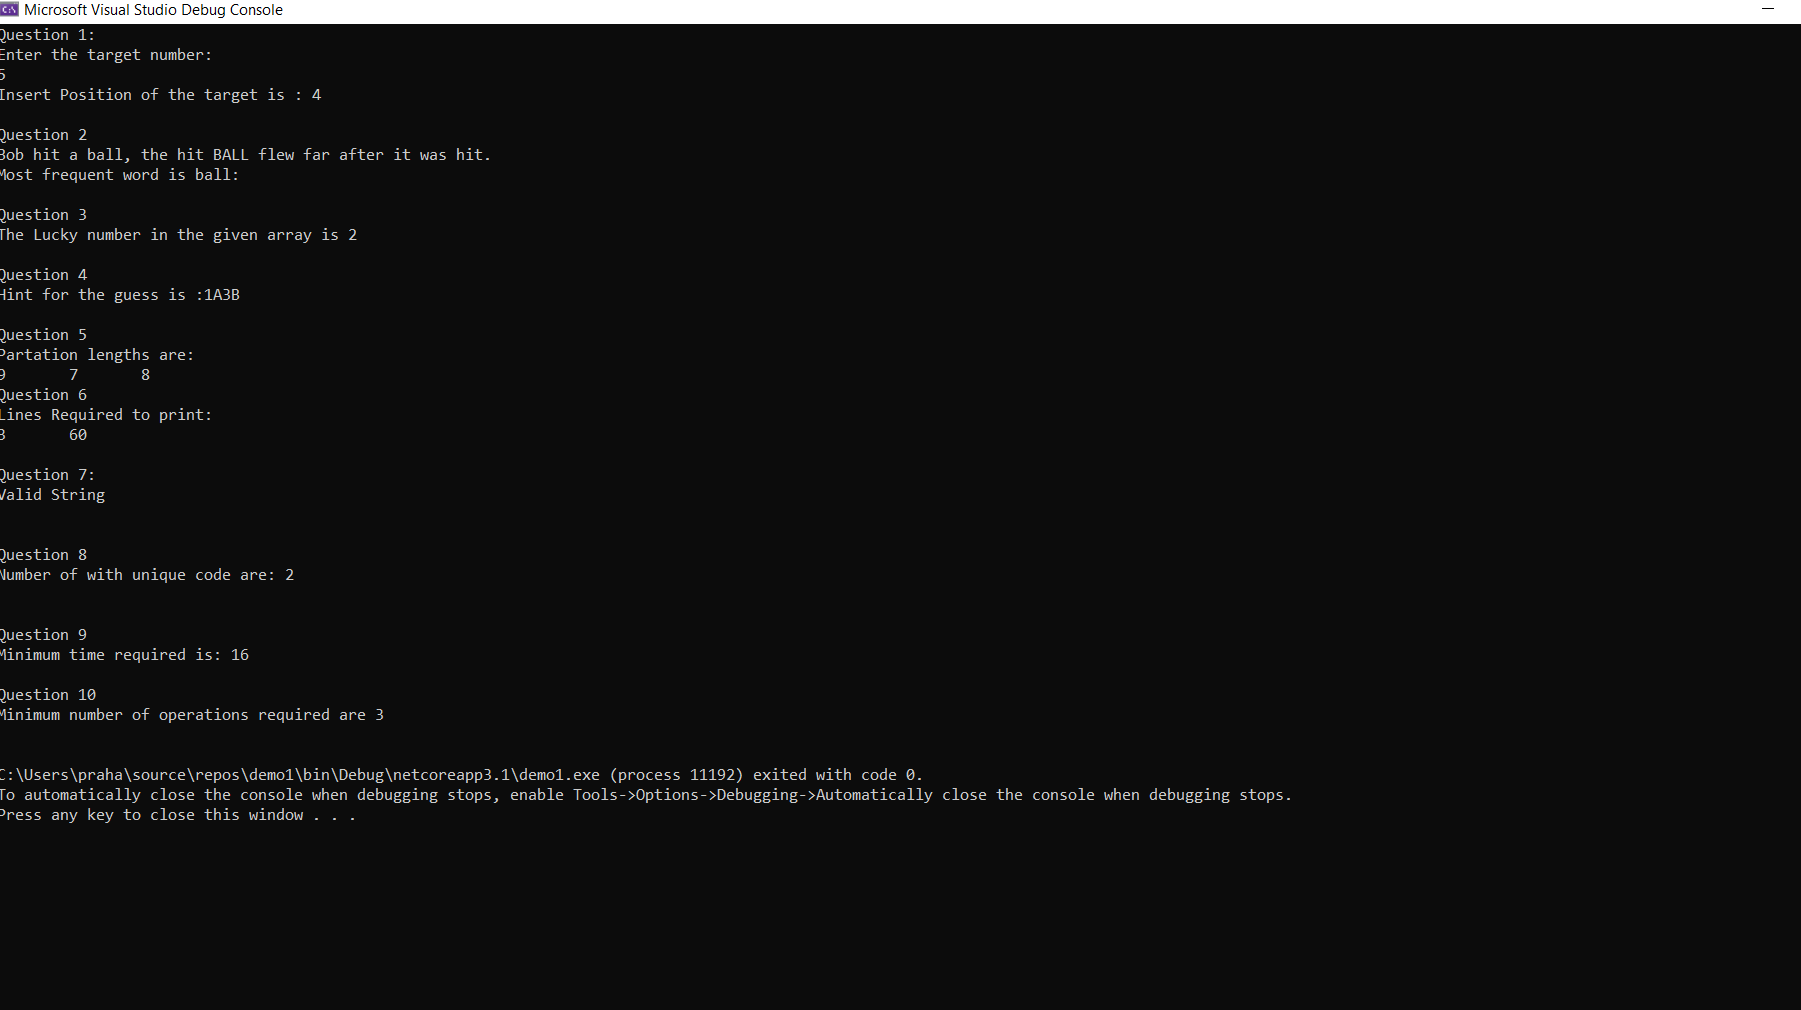 Microsoft Visual Studio Debug Console
Question 1:
Enter the target number:
5
Insert Position of the target is : 4
Question 2
Bob hit a ball, the hit BALL flew far after it was hit.
Most frequent word is ball:
Question 3
The Lucky number in the given array is 2
Question 4
Hint for the guess is :1A3B
Question 5
Partation lengths are:
9 7 8
Question 6
Lines Required to print:
3 60
Question 7:
Valid String
Question 8
Number of with unique code are: 2
Question 9
Minimum time required is: 16
Question 10
Minimum number of operations required are 3
C:\Users\praha\source\repos\demo1\bin\Debug\netcoreapp3.1\demo1.exe (process 11192) exited with code 0.
To automatically close the console when debugging stops, enable Tools->Options->Debugging->Automatically close the console when debugging stops.
Press any key to close this window . . .